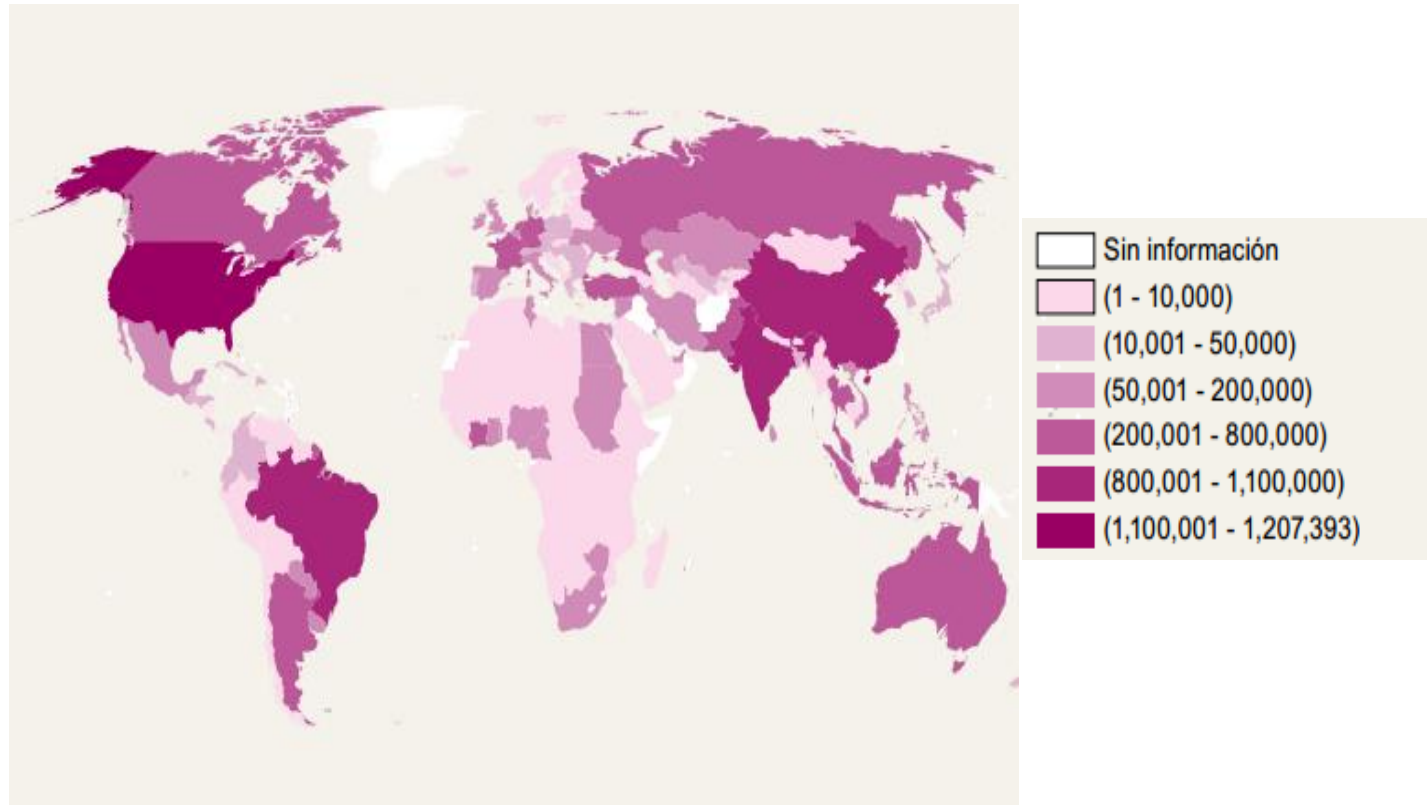 Sin información
(1 - 10,000)
(10,001 - 50,000)
(50,001 - 200,000)
(200,001 - 800,000)
(800,001 - 1,100,000)
(1,100,001 - 1,207,393)